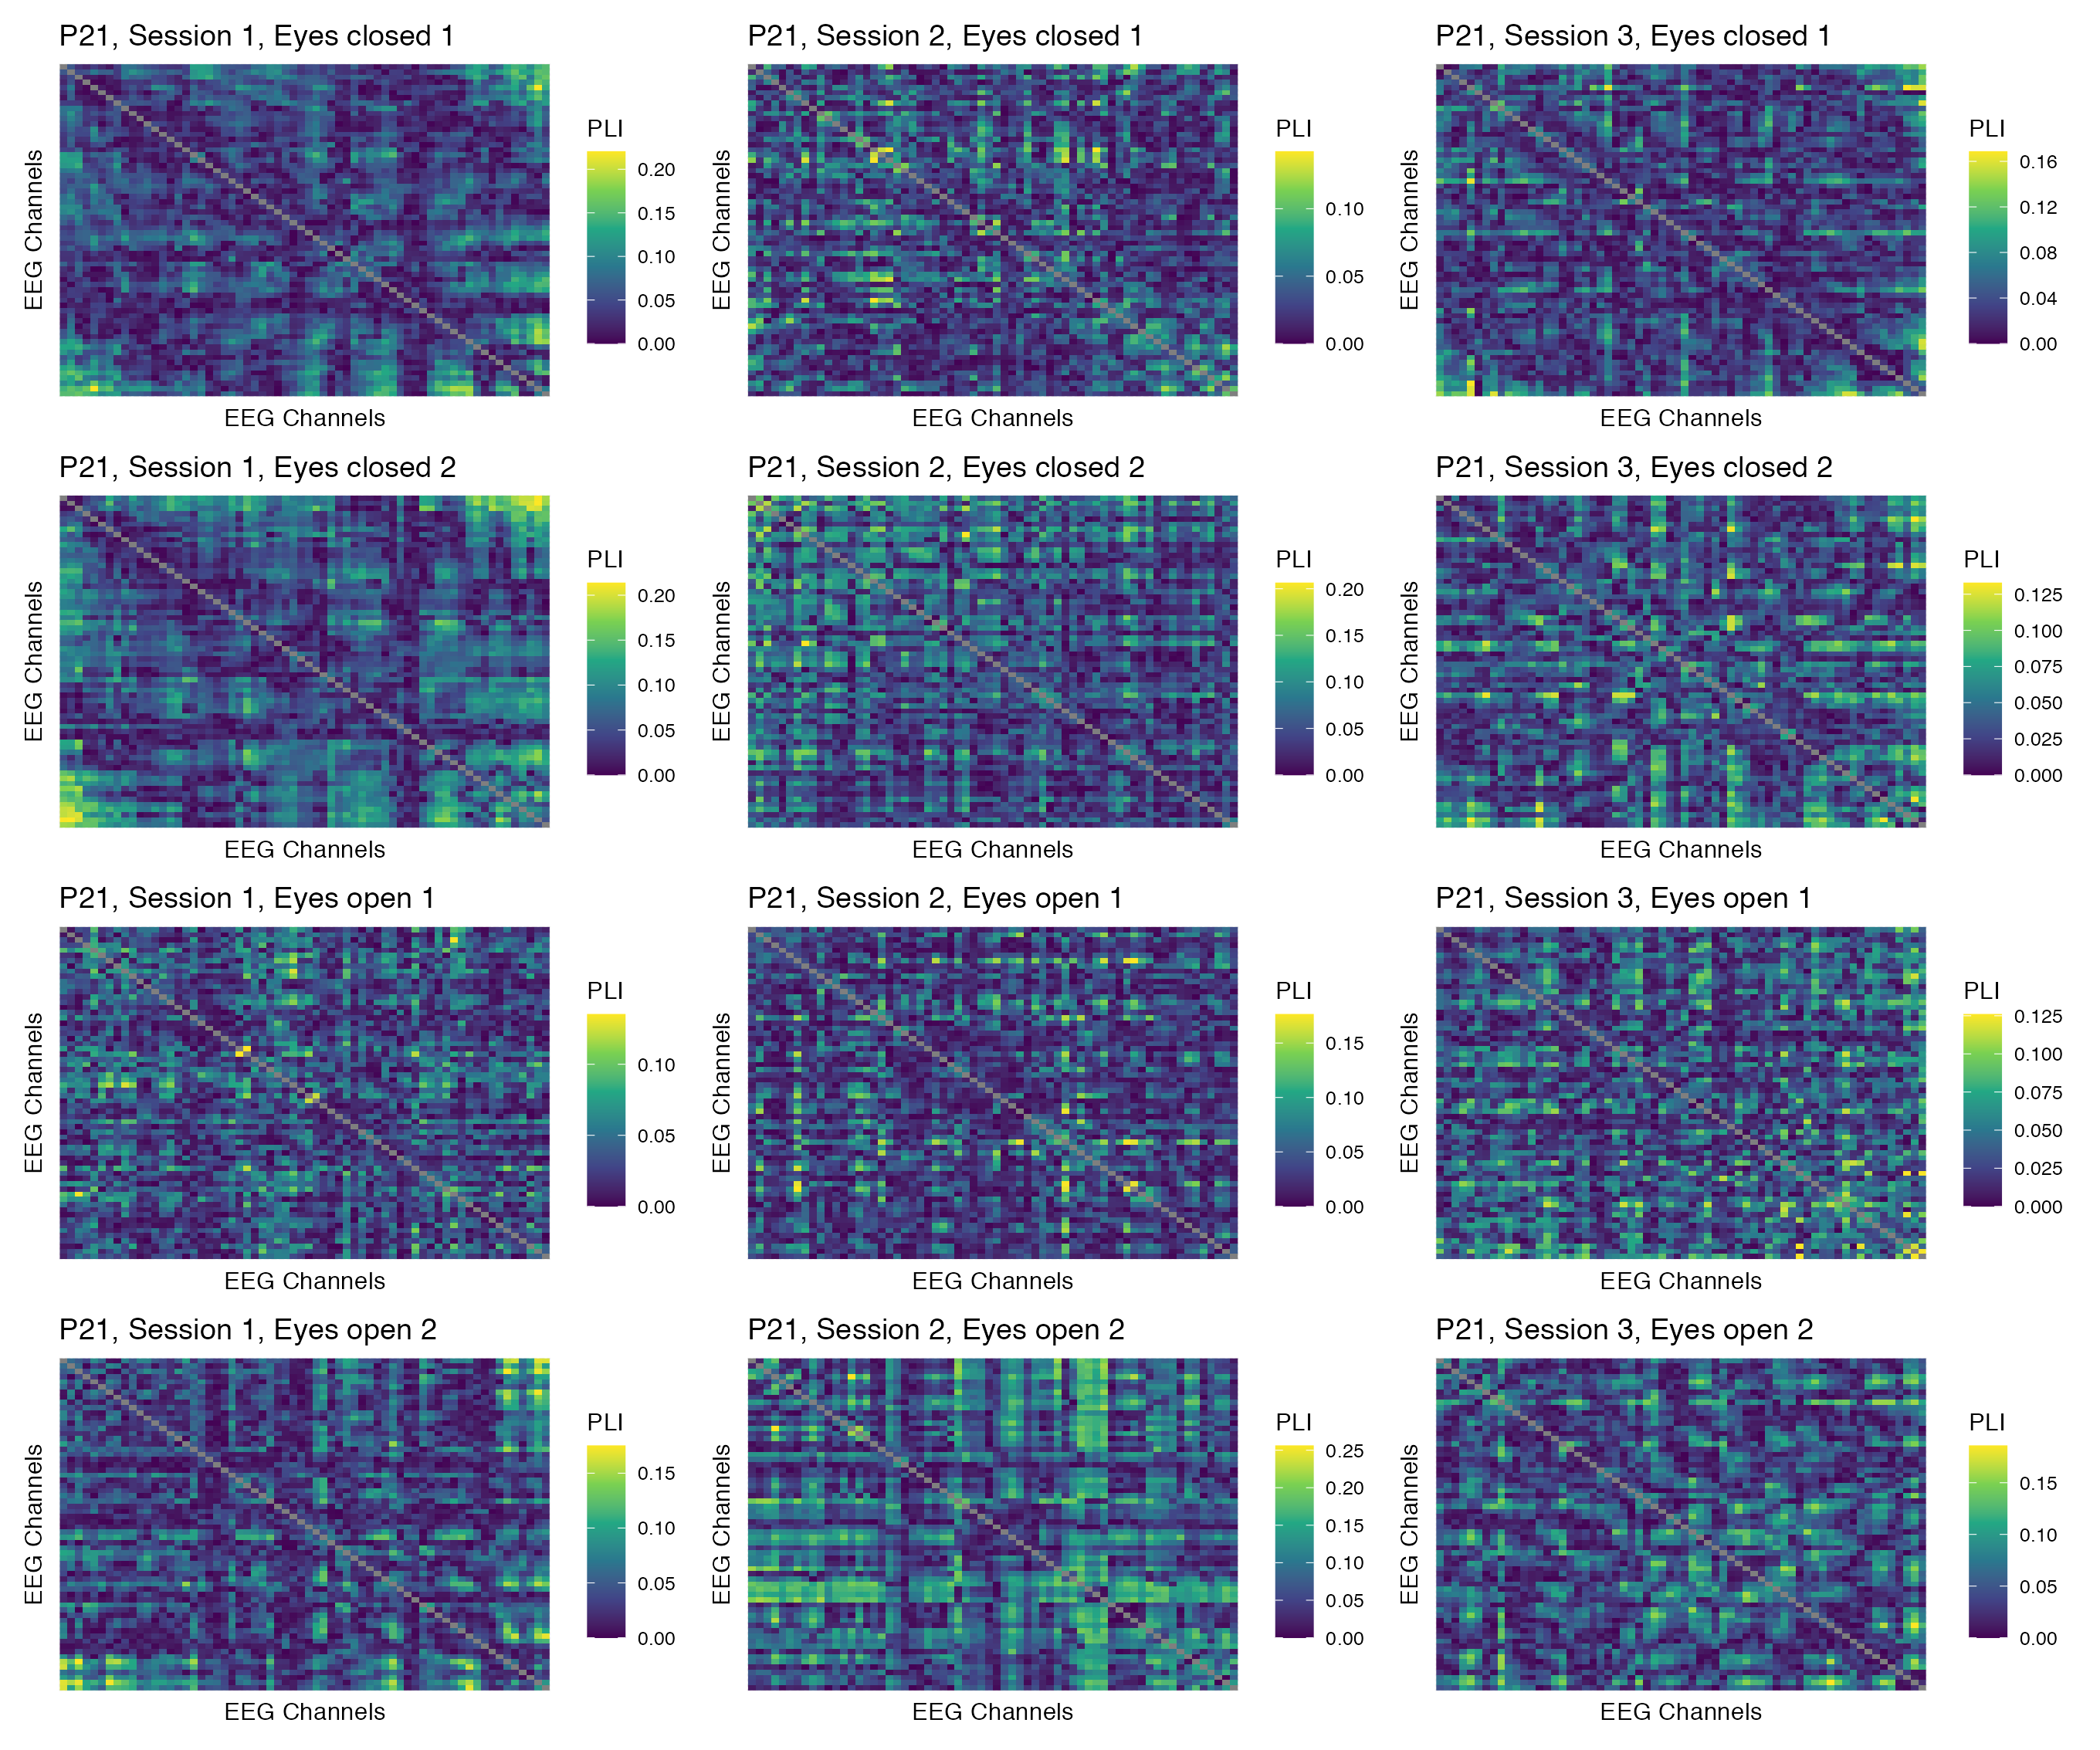 P21, Session 1, Eyes closed 1
EEG Channels
EEG Channels
PLI
0.20
0.15
0.10
0.05
0.00
P21, Session 2, Eyes closed 1
EEG Channels
EEG Channels
PLI
0.10
0.05
0.00
P21, Session 3, Eyes closed 1
EEG Channels
EEG Channels
PLI
0.16
0.12
0.08
0.04
0.00
P21, Session 1, Eyes closed 2
EEG Channels
EEG Channels
PLI
0.20
0.15
0.10
0.05
0.00
P21, Session 2, Eyes closed 2
EEG Channels
EEG Channels
PLI
0.20
0.15
0.10
0.05
0.00
P21, Session 3, Eyes closed 2
EEG Channels
EEG Channels
PLI
0.125
0.100
0.075
0.050
0.025
0.000
P21, Session 1, Eyes open 1
EEG Channels
EEG Channels
PLI
0.10
0.05
0.00
P21, Session 2, Eyes open 1
EEG Channels
EEG Channels
PLI
0.15
0.10
0.05
0.00
P21, Session 3, Eyes open 1
EEG Channels
EEG Channels
PLI
0.125
0.100
0.075
0.050
0.025
0.000
P21, Session 1, Eyes open 2
EEG Channels
EEG Channels
PLI
0.15
0.10
0.05
0.00
P21, Session 2, Eyes open 2
EEG Channels
EEG Channels
PLI
0.25
0.20
0.15
0.10
0.05
0.00
P21, Session 3, Eyes open 2
EEG Channels
EEG Channels
PLI
0.15
0.10
0.05
0.00